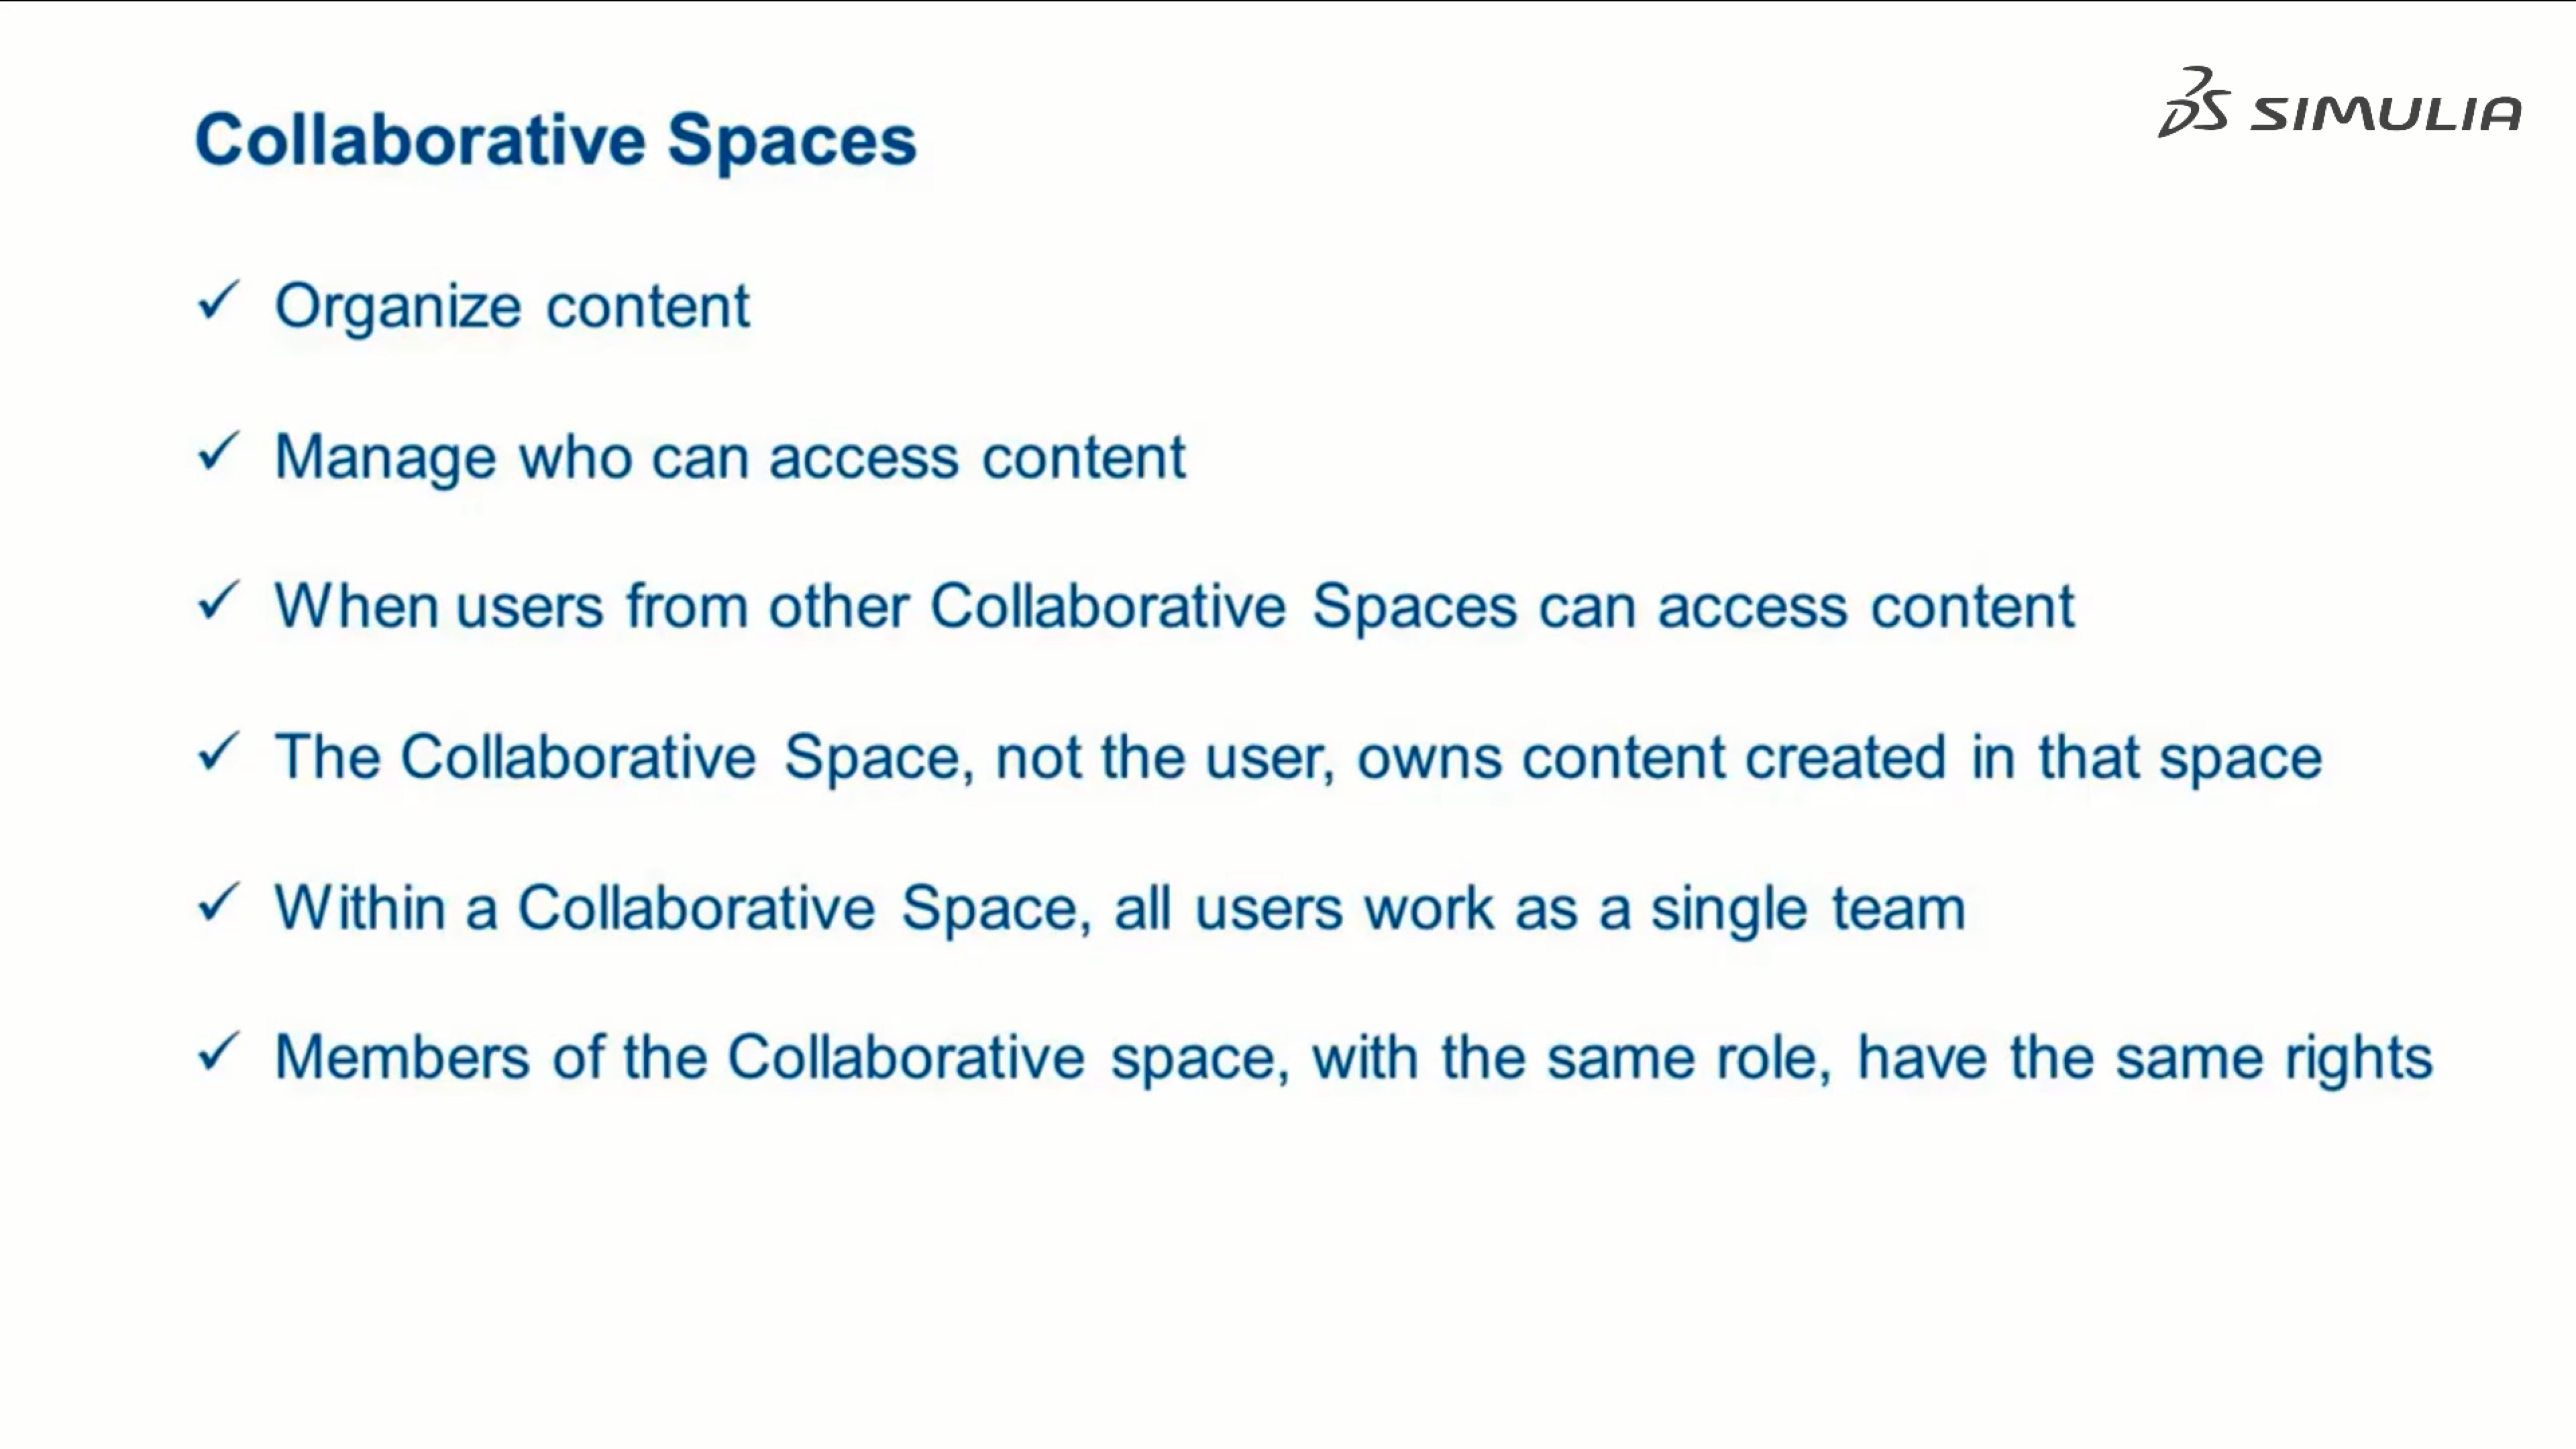 Collaborative Spaces
3DS SIMULIA
✓ Organize content
✓ Manage who can access content
✓ When users from other Collaborative Spaces can access content
✓ The Collaborative Space, not the user, owns content created in that space
✓ Within a Collaborative Space, all users work as a single team
✓ Members of the Collaborative space, with the same role, have the same rights